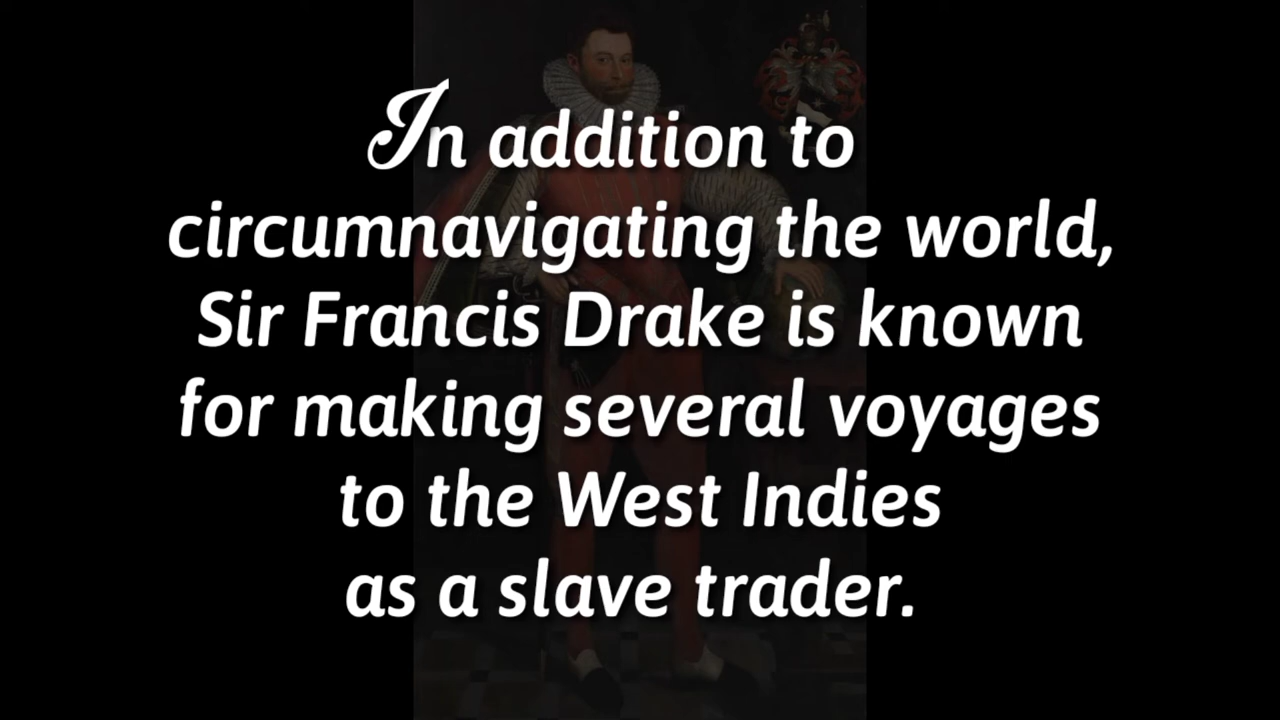 In addition to
circumnavigating the world,
Sir Francis Drake is known
for making several voyages
to the West Indies
as a slave trader.